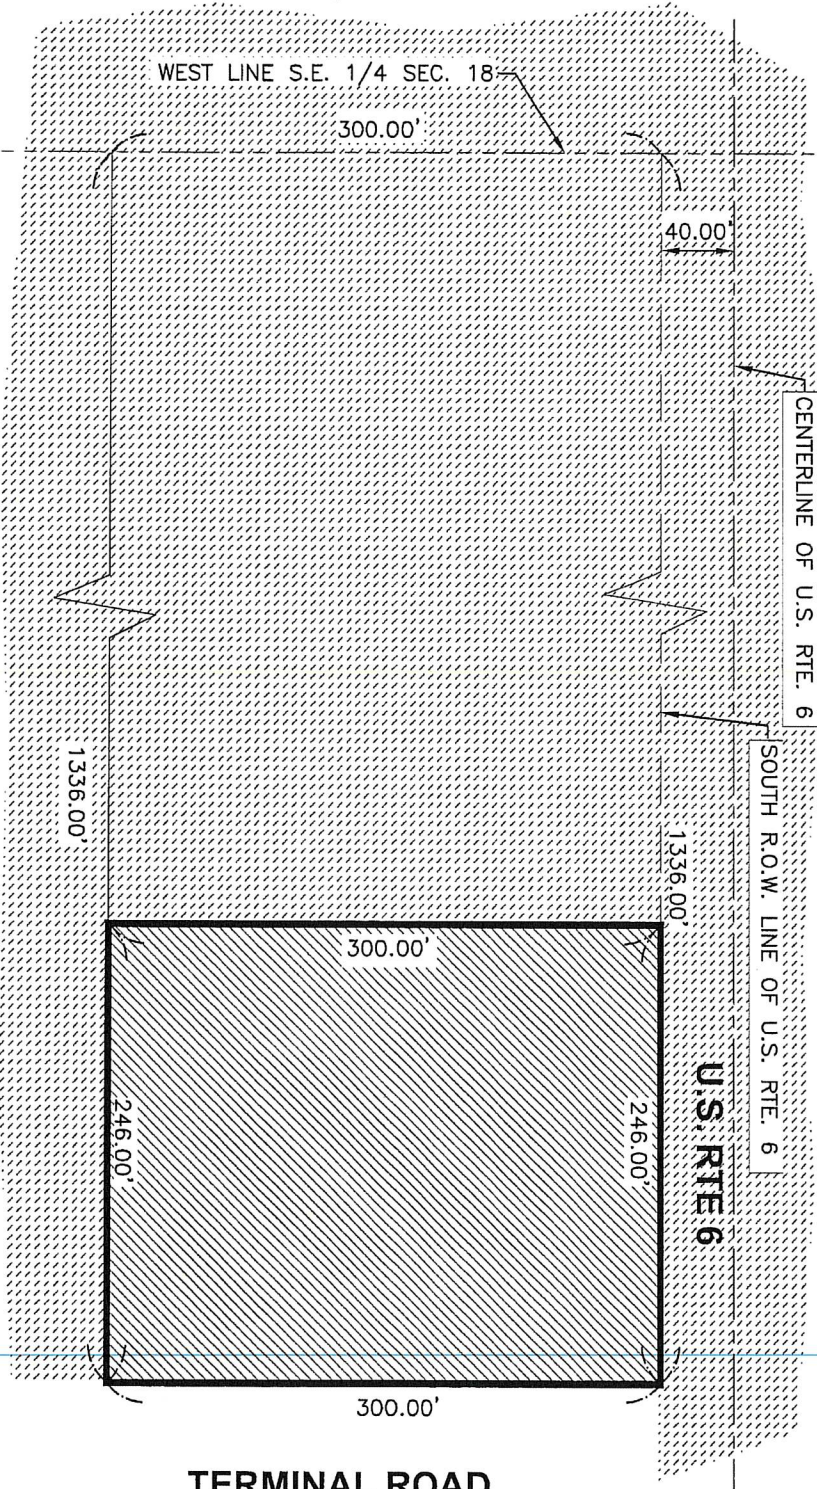 WEST LINE S.E. 1/4 SEC. 18
300.00'
40.00'
CENTERLINE OF U.S. RTE. 6
SOUTH R.O.W. LINE OF U.S. RTE. 6
1336.00'
1336.00'
300.00'
U.S. RTE 6
246.00'
246.00'
300.00'
TERMINAL ROAD